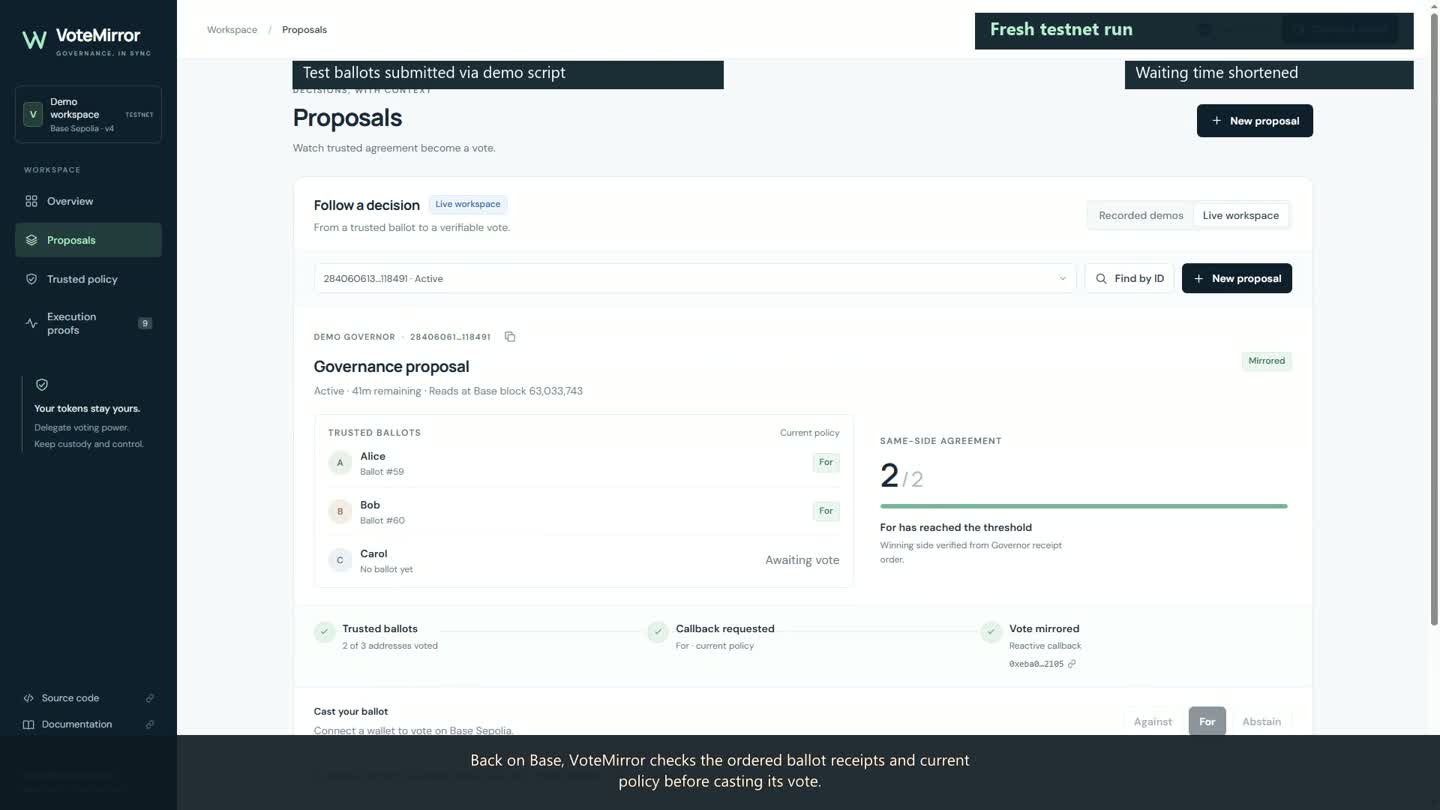 VoteMirror
GOVERNANCE, IN SYNC
Workspace / Proposals
Fresh testnet run
Test ballots submitted via demo script
Waiting time shortened
V
Demo workspace
TESTNET
Base Sepolia · v4
WORKSPACE
Overview
Proposals
Trusted policy
Execution proofs
9
Your tokens stay yours.
Delegate voting power.
Keep custody and control.
Source code
Documentation
DECISIONS, WITH CONTEXT
Proposals
Watch trusted agreement become a vote.
+ New proposal
Follow a decision
Live workspace
From a trusted ballot to a verifiable vote.
Recorded demos
Live workspace
284060613…118491 · Active
Find by ID
+ New proposal
DEMO GOVERNOR · 28406061…118491
Governance proposal
Mirrored
Active · 41m remaining · Reads at Base block 63,033,743
TRUSTED BALLOTS
Current policy
A
Alice
Ballot #59
For
B
Bob
Ballot #60
For
C
Carol
No ballot yet
Awaiting vote
SAME-SIDE AGREEMENT
2 / 2
For has reached the threshold
Winning side verified from Governor receipt
order.
Trusted ballots
2 of 3 addresses voted
Callback requested
For · current policy
Vote mirrored
Reactive callback
0xeba0…2105
Cast your ballot
Connect a wallet to vote on Base Sepolia.
Against
For
Abstain
Back on Base, VoteMirror checks the ordered ballot receipts and current
policy before casting its vote.